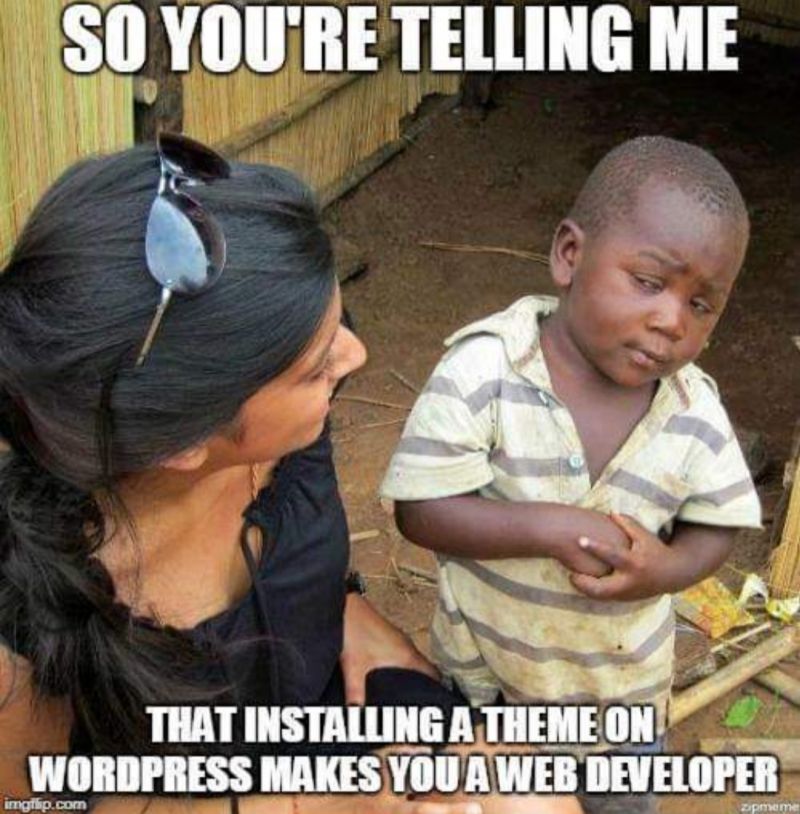 SO YOU'RE TELLING ME
THAT INSTALLING A THEME ON
WORDPRESS MAKES YOU A WEB DEVELOPER
imgflip.com
zipmeme